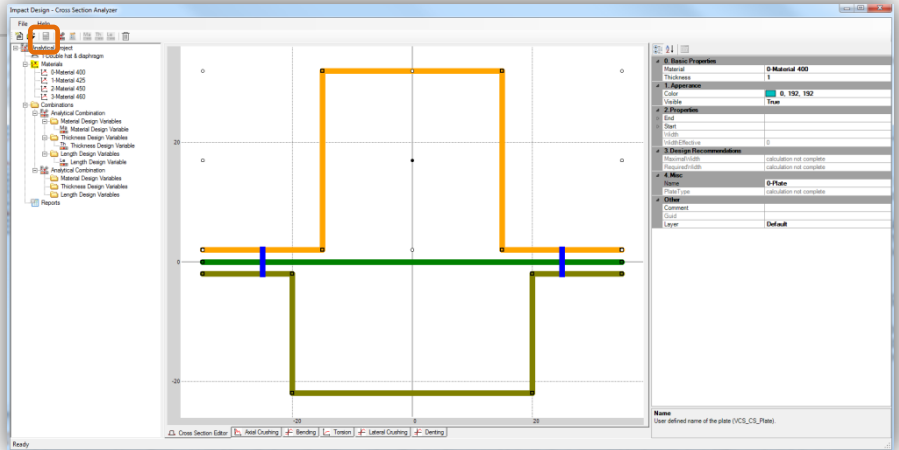 Impact Design - Cross Section Analyzer
File Help
Analytical Project
1-Double hat & diaphragm
Materials
0-Material 400
1-Material 425
2-Material 450
3-Material 460
Combinations
Analytical Combination
Material Design Variables
Material Design Variable
Thickness Design Variables
Thickness Design Variable
Length Design Variables
Length Design Variable
Analytical Combination
Material Design Variables
Thickness Design Variables
Length Design Variables
Reports
20
0
-20
-20
0
20
Cross Section Editor Axial Crushing Bending Torsion Lateral Crushing Denting
0. Basic Properties
Material 0-Material 400
Thickness 1
1. Apperance
Color 0, 192, 192
Visible True
2.Properties
End
Start
Width
WidthEffective 0
3.Design Recommendations
MaximalWidth calculation not complete
RequiredWidth calculation not complete
4.Misc
Name 0-Plate
PlateType calculation not complete
Other
Comment
Guid
Layer Default
Name
User defined name of the plate (VCS_CS_Plate).
Ready